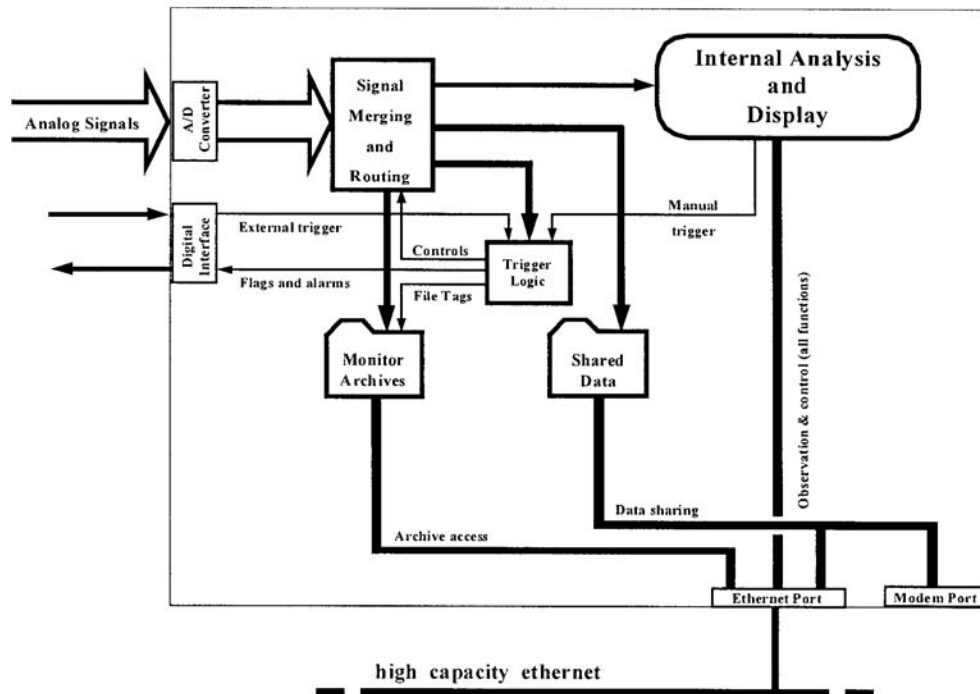 Internal Analysis
and
Display
Signal
Merging
and
Routing
Analog Signals
A/D
Converter
Digital
Interface
External trigger
Manual
trigger
Controls
Trigger
Logic
Flags and alarms
File Tags
Monitor
Archives
Shared
Data
Observation & control (all functions)
Data sharing
Archive access
Ethernet Port
Modem Port
high capacity ethernet